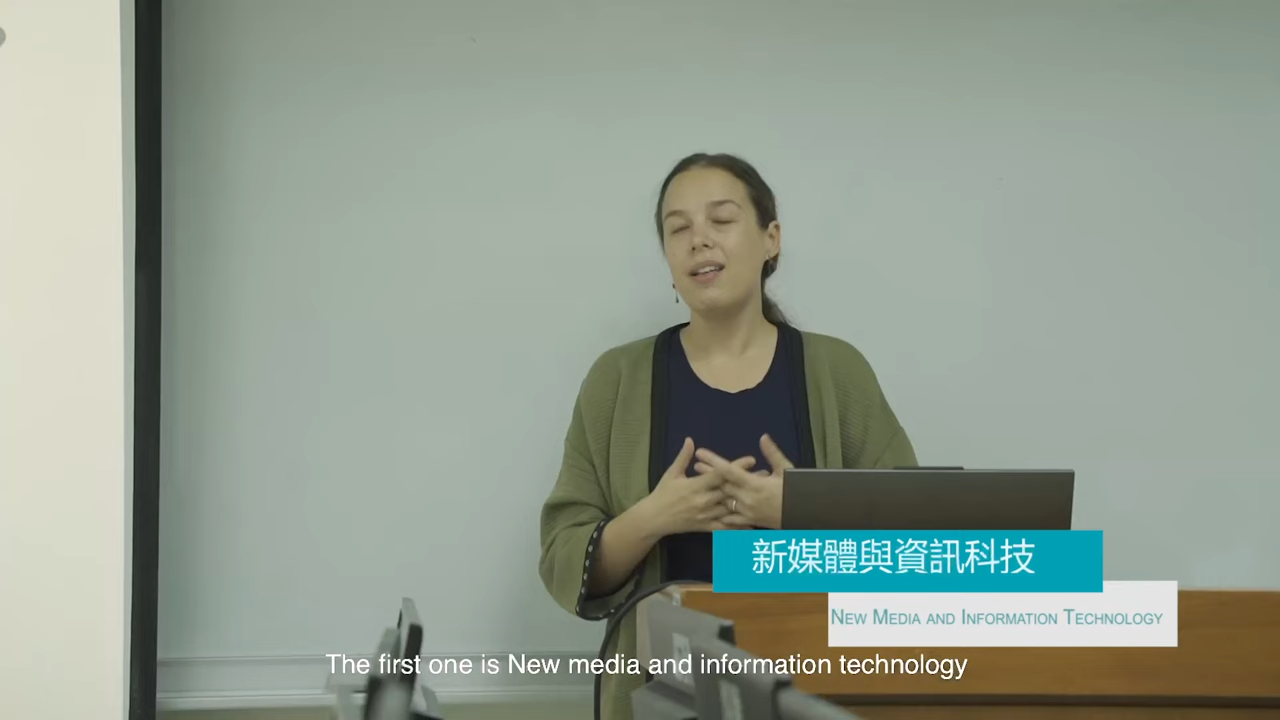 新媒體與資訊科技
New Media and Information Technology
The first one is New media and information technology